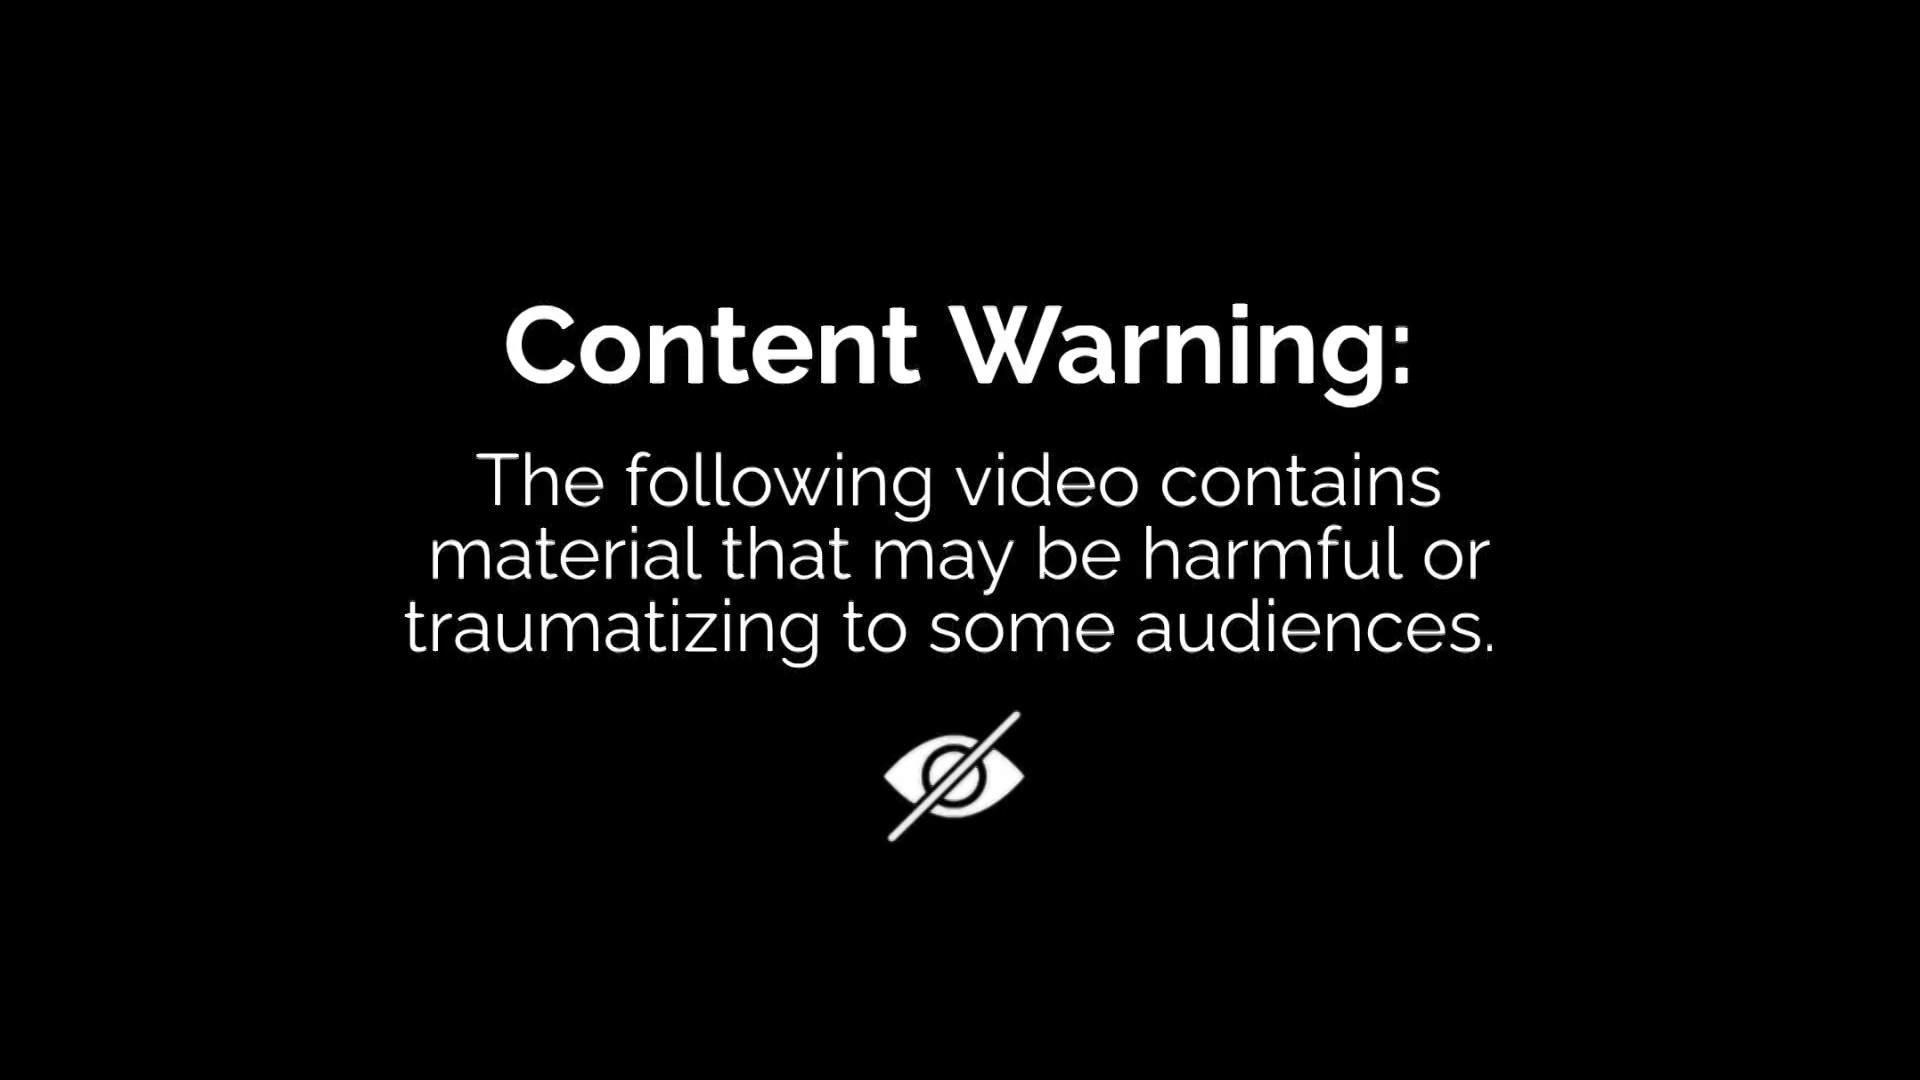 Content Warning:
The following video contains
material that may be harmful or
traumatizing to some audiences.